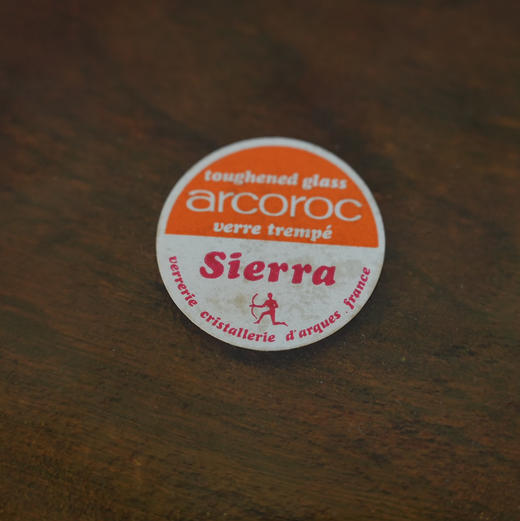 toughened glass
arcoroc
verre trempé
Sierra
verrerie cristallerie d'arques . france